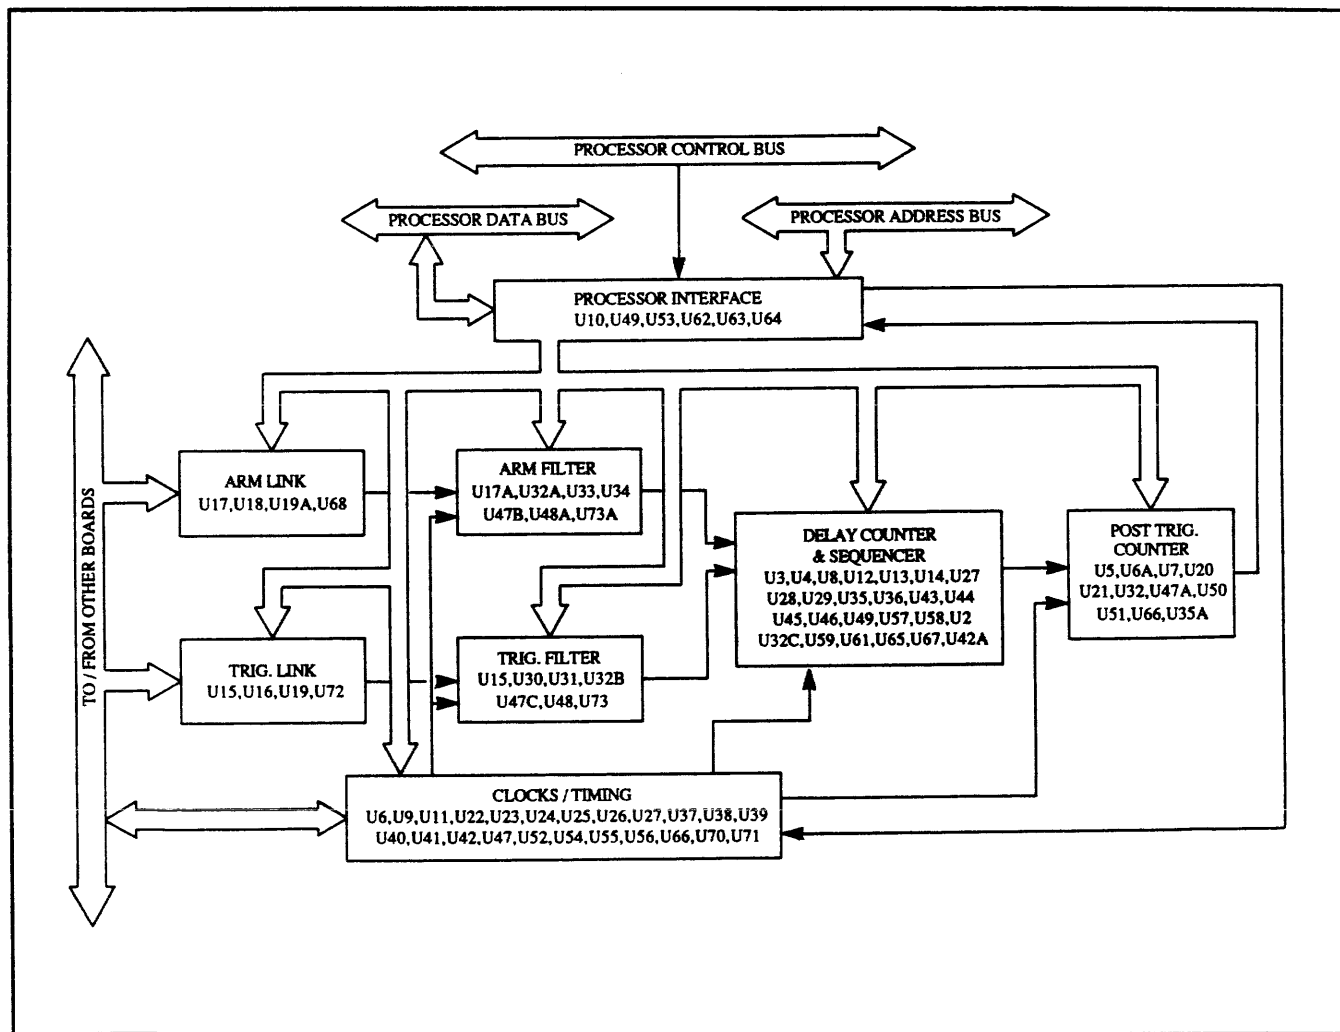 PROCESSOR CONTROL BUS
PROCESSOR DATA BUS
PROCESSOR ADDRESS BUS
PROCESSOR INTERFACE
U10,U49,U53,U62,U63,U64
TO / FROM OTHER BOARDS
ARM LINK
U17,U18,U19A,U68
ARM FILTER
U17A,U32A,U33,U34
U47B,U48A,U73A
DELAY COUNTER
& SEQUENCER
U3,U4,U8,U12,U13,U14,U27
U28,U29,U35,U36,U43,U44
U45,U46,U49,U57,U58,U2
U32C,U59,U61,U65,U67,U42A
POST TRIG.
COUNTER
U5,U6A,U7,U20
U21,U32,U47A,U50
U51,U66,U35A
TRIG. LINK
U15,U16,U19,U72
TRIG. FILTER
U15,U30,U31,U32B
U47C,U48,U73
CLOCKS / TIMING
U6,U9,U11,U22,U23,U24,U25,U26,U27,U37,U38,U39
U40,U41,U42,U47,U52,U54,U55,U56,U66,U70,U71